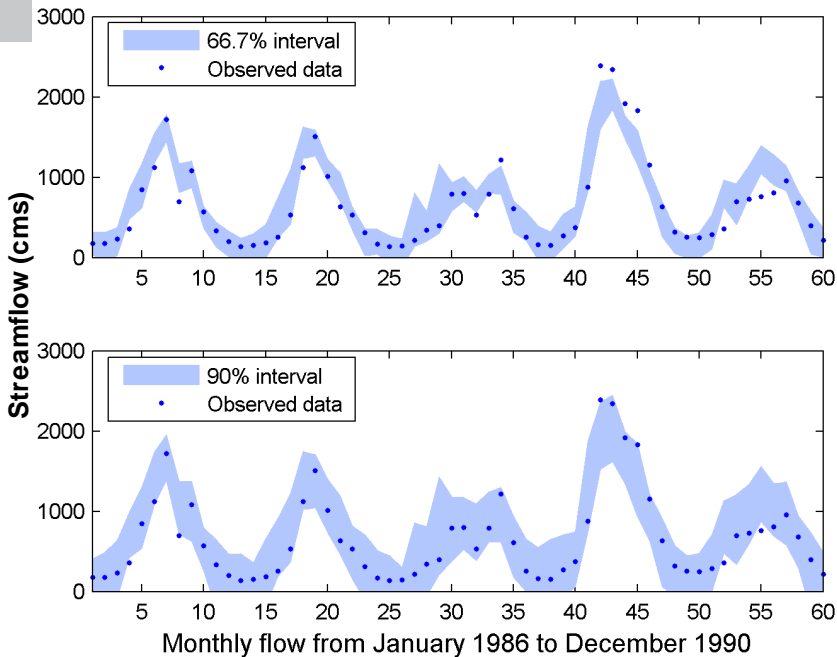 Streamflow (cms)
3000
2000
1000
0
66.7% interval
Observed data
5 10 15 20 25 30 35 40 45 50 55 60
3000
2000
1000
0
90% interval
Observed data
5 10 15 20 25 30 35 40 45 50 55 60
Monthly flow from January 1986 to December 1990